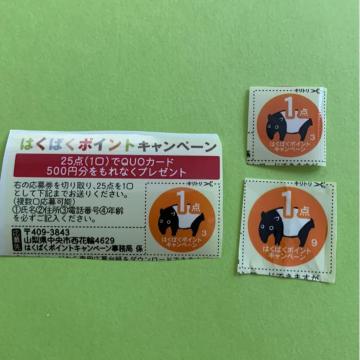 はくばくポイントキャンペーン
25点(1口)でQUOカード
500円分をもれなくプレゼント
右の応募券を切り取り、25点を1口
として下記までお送りください。
(複数口応募可能)
①氏名②住所③電話番号④年齢
を必ずご記入ください。
〒409-3843
山梨県中央市西花輪4629
はくばくポイントキャンペーン事務局 係
1点
はくばくポイント
キャンペーン
3
キリトリ
1点
はくばくポイント
キャンペーン
3
キリトリ
1点
はくばくポイント
キャンペーン
9